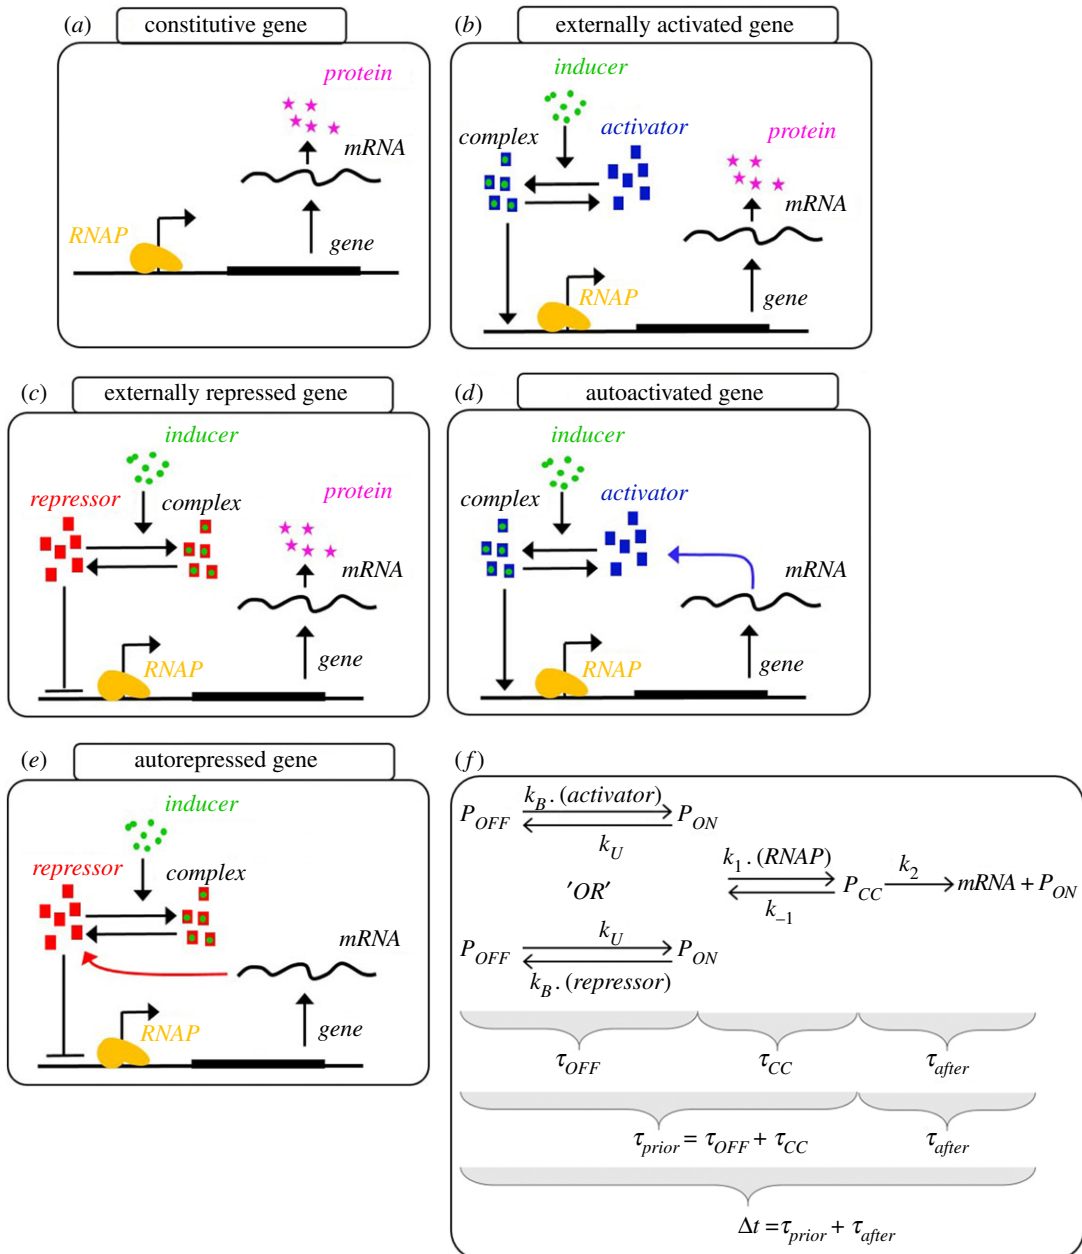 (a) constitutive gene
protein
mRNA
RNAP
gene
(b) externally activated gene
inducer
complex
activator
protein
mRNA
RNAP
gene
(c) externally repressed gene
inducer
repressor
complex
protein
mRNA
RNAP
gene
(d) autoactivated gene
inducer
complex
activator
mRNA
RNAP
gene
(e) autorepressed gene
inducer
repressor
complex
mRNA
RNAP
gene
(f)
P_OFF k_B . (activator) P_ON
k_U
'OR'
k_1 . (RNAP) P_CC k_2 mRNA + P_ON
k_–1
P_OFF k_U P_ON
k_B . (repressor)
τ_OFF τ_CC τ_after
τ_prior = τ_OFF + τ_CC τ_after
Δt = τ_prior + τ_after